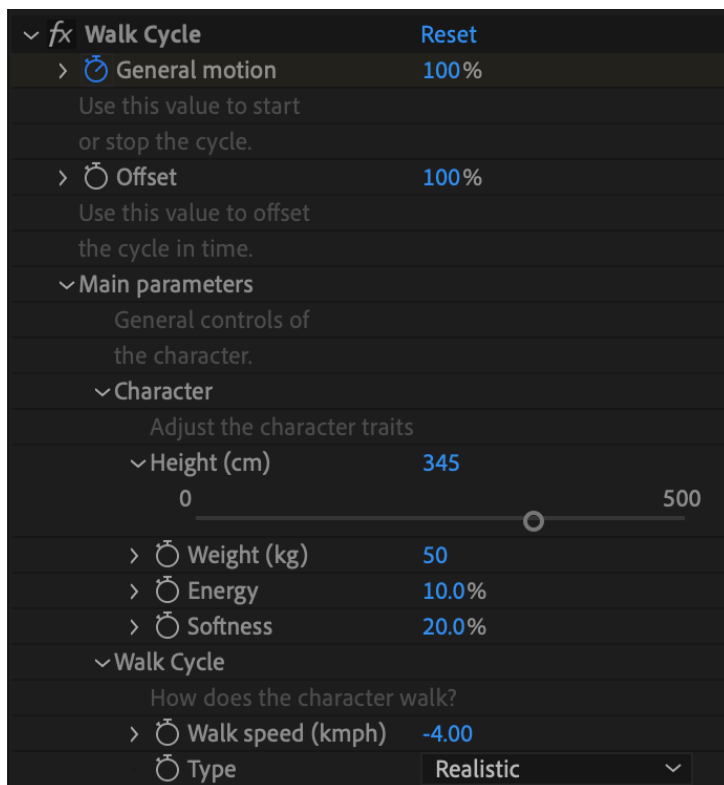 fx Walk Cycle Reset
General motion 100%
Use this value to start
or stop the cycle.
Offset 100%
Use this value to offset
the cycle in time.
Main parameters
General controls of
the character.
Character
Adjust the character traits
Height (cm) 345
0 500
Weight (kg) 50
Energy 10.0%
Softness 20.0%
Walk Cycle
How does the character walk?
Walk speed (kmph) -4.00
Type Realistic